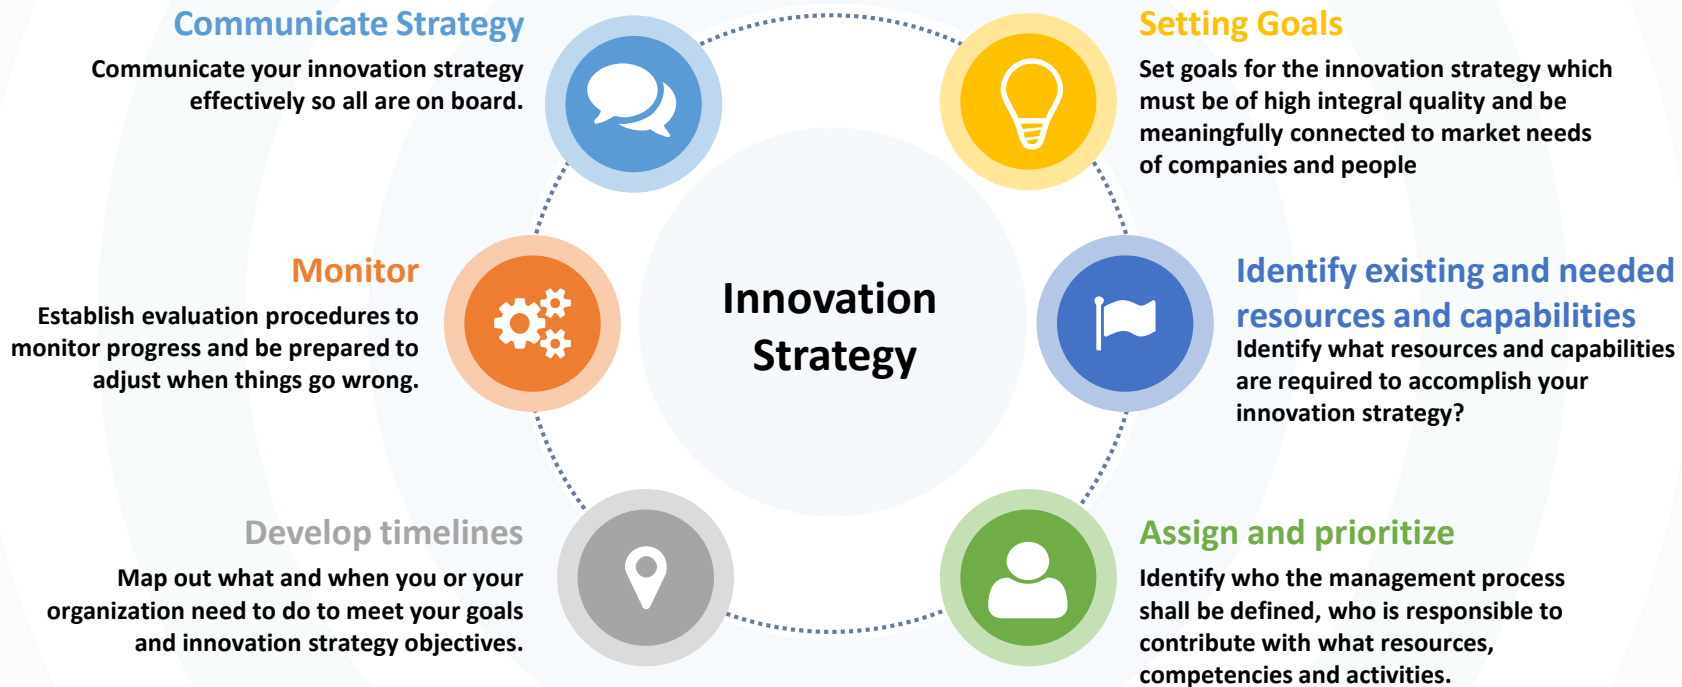 Communicate Strategy
Communicate your innovation strategy
effectively so all are on board.
Setting Goals
Set goals for the innovation strategy which
must be of high integral quality and be
meaningfully connected to market needs
of companies and people
Monitor
Establish evaluation procedures to
monitor progress and be prepared to
adjust when things go wrong.
Innovation
Strategy
Identify existing and needed
resources and capabilities
Identify what resources and capabilities
are required to accomplish your
innovation strategy?
Develop timelines
Map out what and when you or your
organization need to do to meet your goals
and innovation strategy objectives.
Assign and prioritize
Identify who the management process
shall be defined, who is responsible to
contribute with what resources,
competencies and activities.